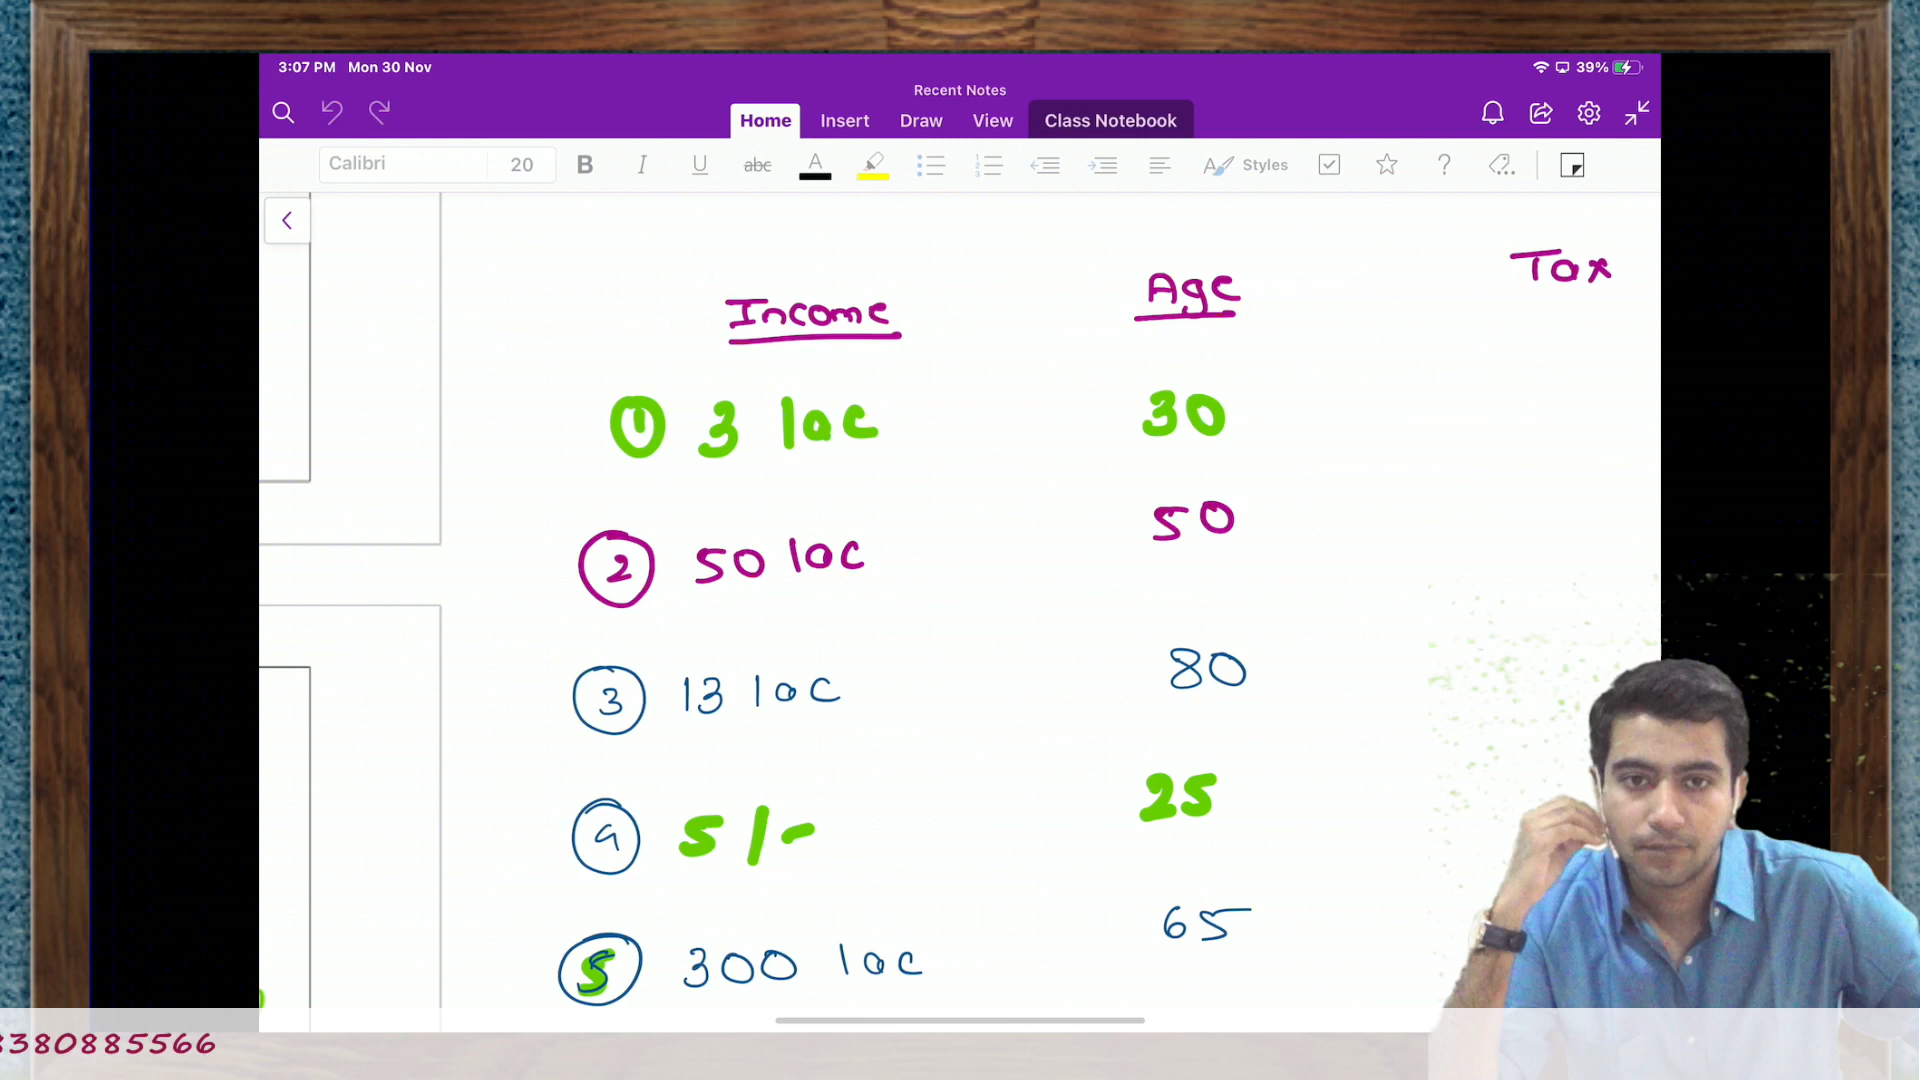 3:07 PM Mon 30 Nov 39%
Recent Notes
Home Insert Draw View Class Notebook
Calibri 20 B I U abc A Styles
Tax
Income Age
1 3 lac 30
2 50 lac 50
3 13 lac 80
4 5/- 25
5 300 lac 65
8380885566